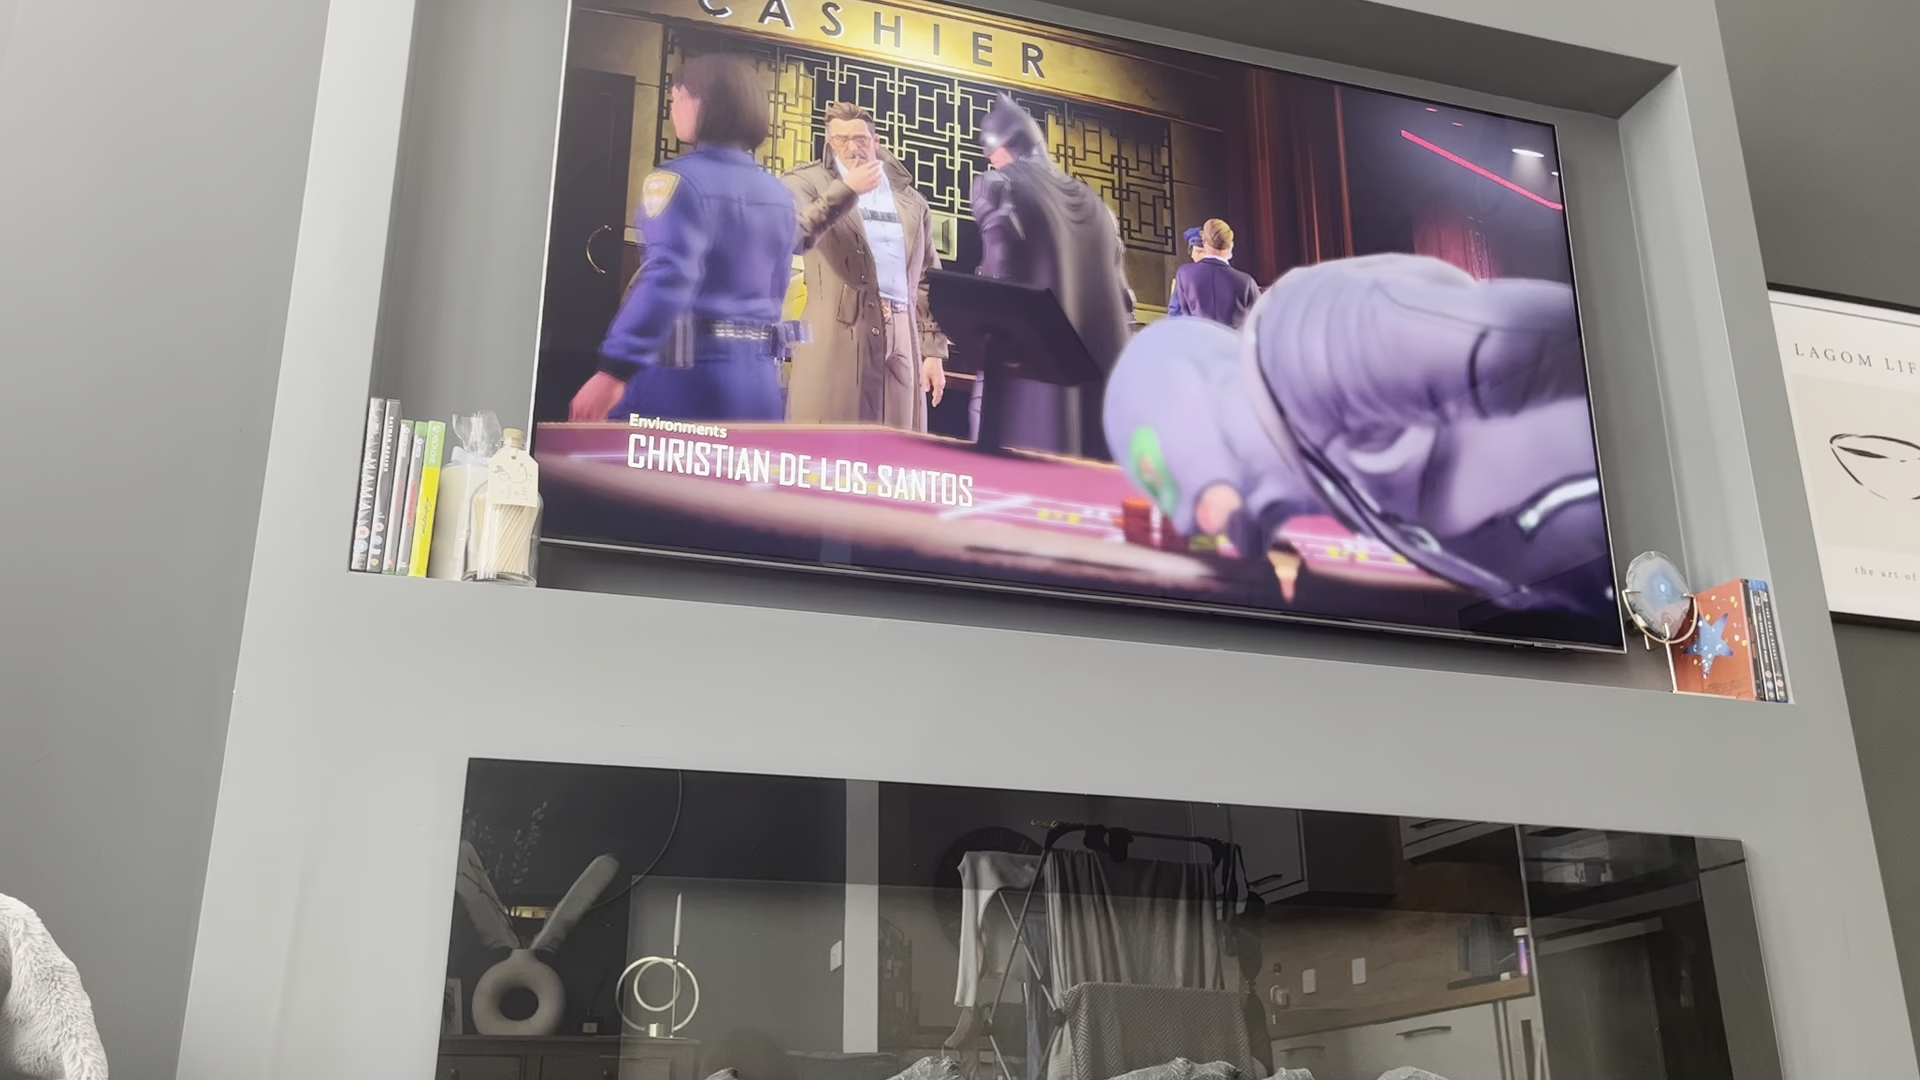 CASHIER
Environments
CHRISTIAN DE LOS SANTOS
LAGOM LIF
the art of